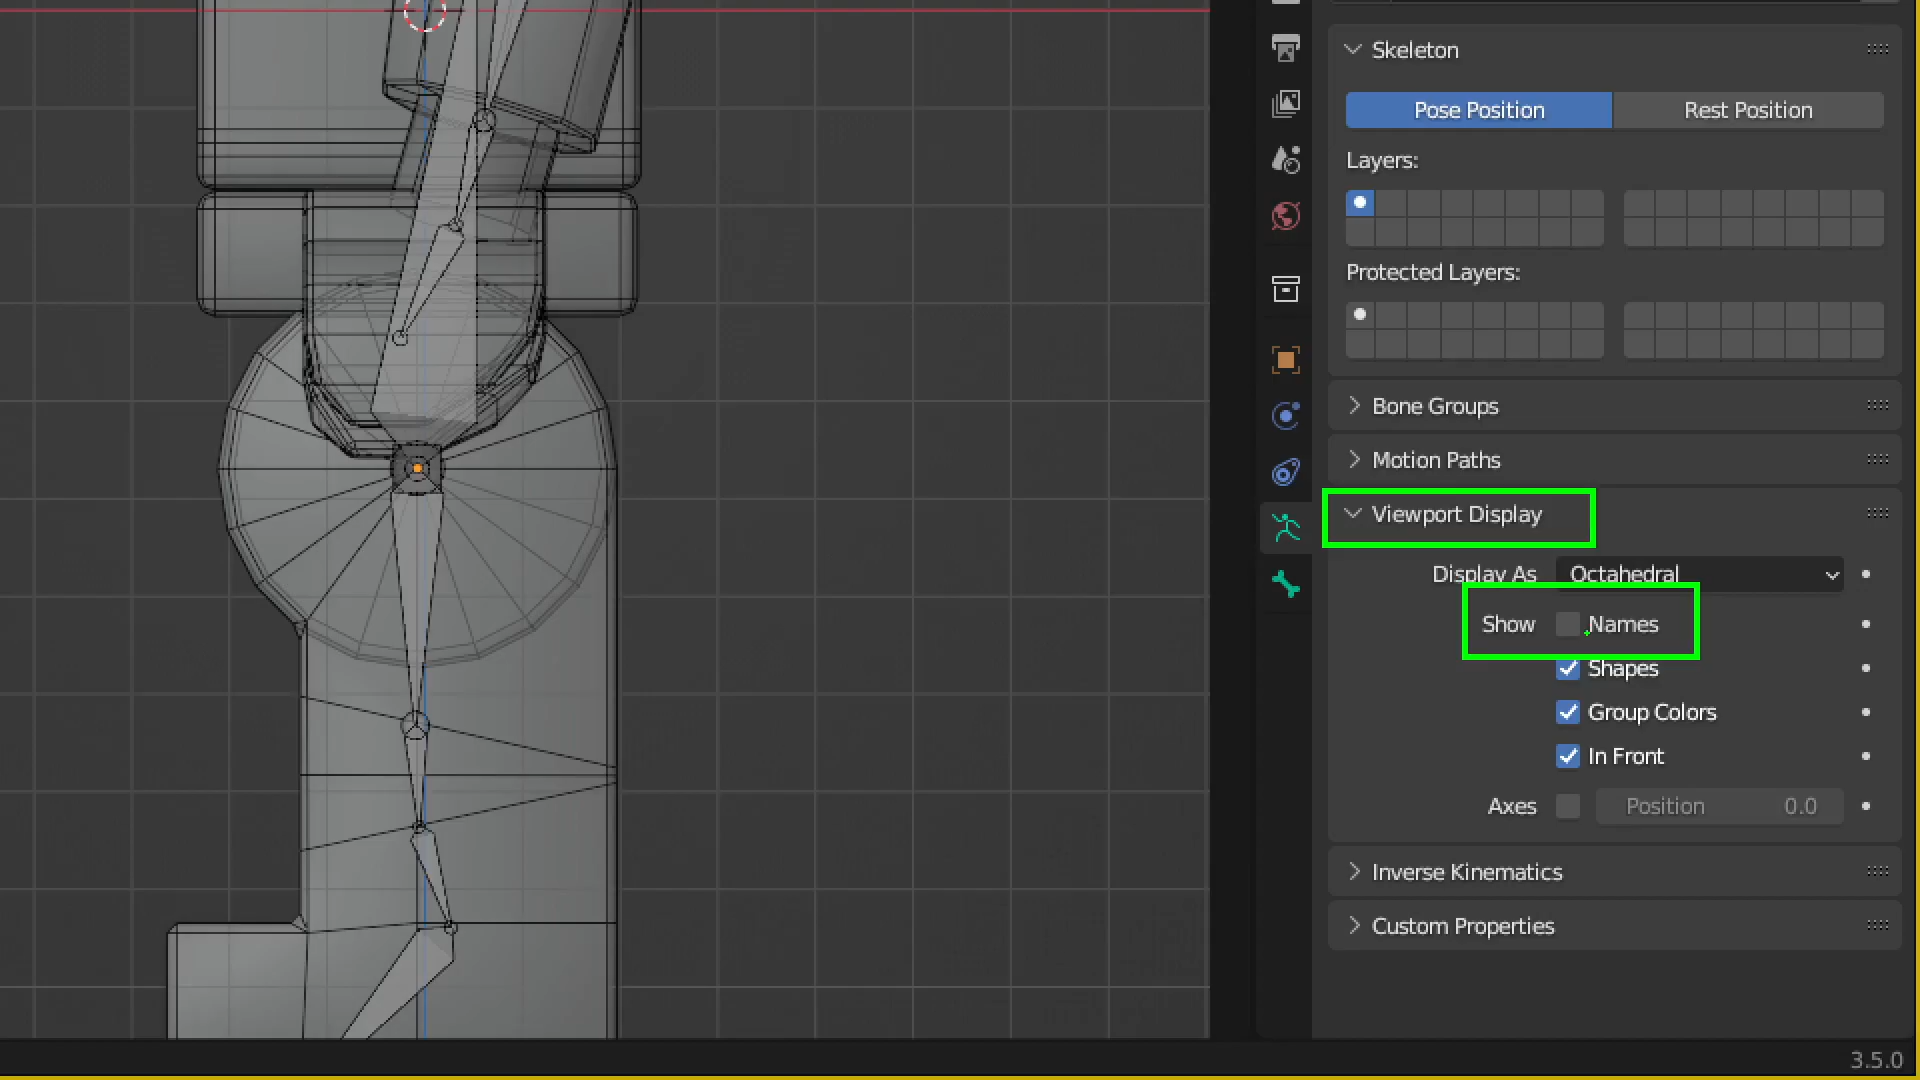 Skeleton
Pose Position Rest Position
Layers:
Protected Layers:
Bone Groups
Motion Paths
Viewport Display
Display As Octahedral
Show Names
Shapes
Group Colors
In Front
Axes Position 0.0
Inverse Kinematics
Custom Properties
3.5.0